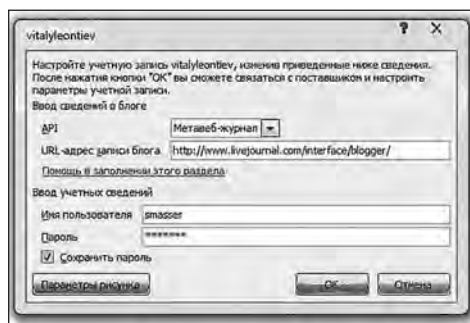 vitalyleontiev
Настройте учетную запись vitalyleontiev, изменив приведенные ниже сведения.
После нажатия кнопки "ОК" вы сможете связаться с поставщиком и настроить
параметры учетной записи.
Ввод сведений о блоге
API Метавеб-журнал
URL-адрес записи блога http://www.livejournal.com/interface/blogger/
Помощь в заполнении этого раздела
Ввод учетных сведений
Имя пользователя smasser
Пароль *******
Сохранить пароль
Параметры рисунка ОК Отмена